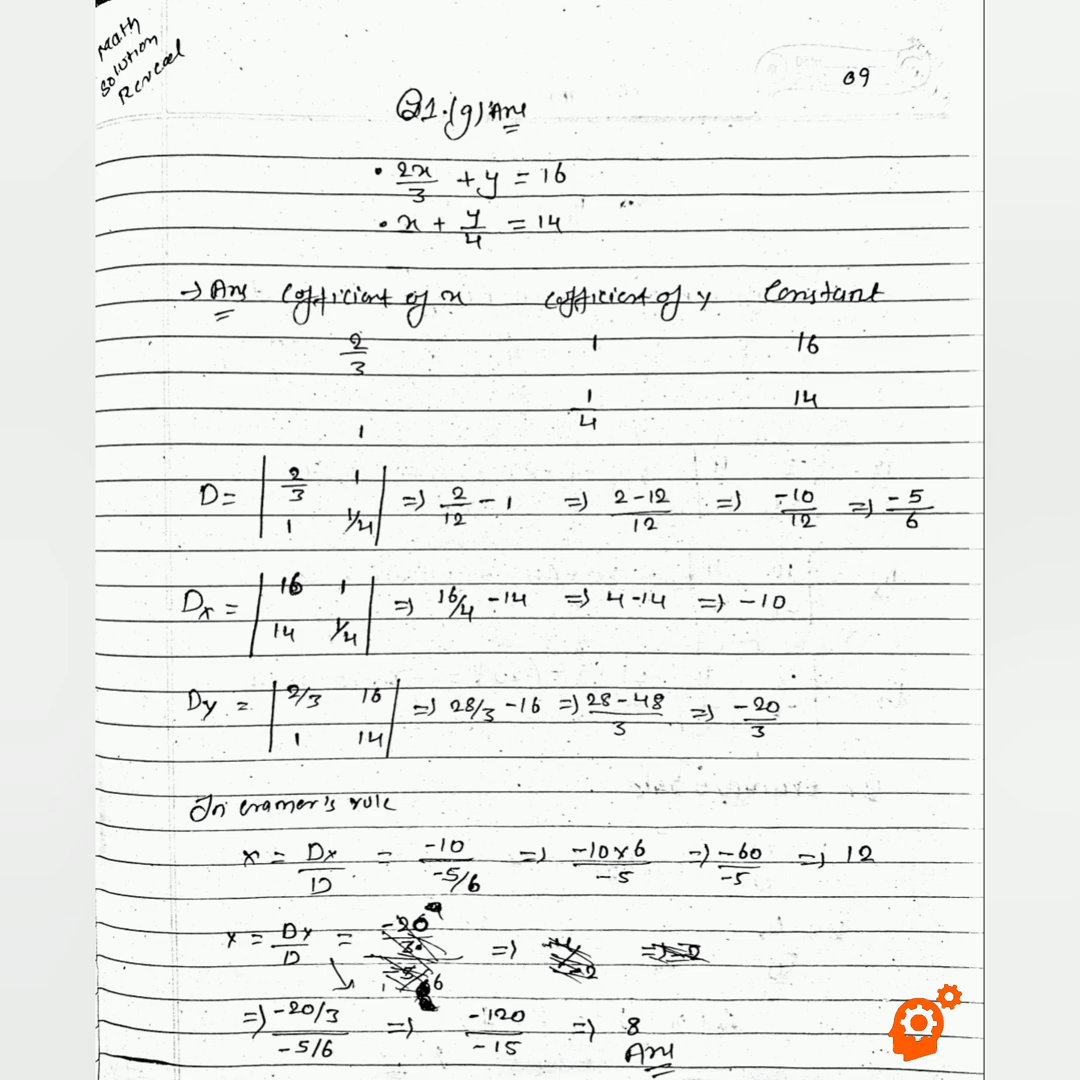 Math
Solution
Reveal
09
Q1.(g) Ans
• 2x/3 + y = 16
• x + y/4 = 14
→ Ans Cofficient of x cofficient of y Constant
2/3 1 16
1 1/4 14
D = | 2/3 1 | ⇒ 2/12 - 1 ⇒ 2-12/12 ⇒ -10/12 ⇒ -5/6
| 1 1/4 |
Dx = | 16 1 | ⇒ 16/4 - 14 ⇒ 4-14 ⇒ -10
| 14 1/4 |
Dy = | 2/3 16 | ⇒ 28/3 - 16 ⇒ 28-48/3 ⇒ -20/3
| 1 14 |
In cramer's rule
x = Dx/D = -10/-5/6 ⇒ -10×6/-5 ⇒ -60/-5 ⇒ 12
x = Dy/D = -20 ⇒
⇒ -20/3/-5/6 ⇒ -120/-15 ⇒ 8
Ans